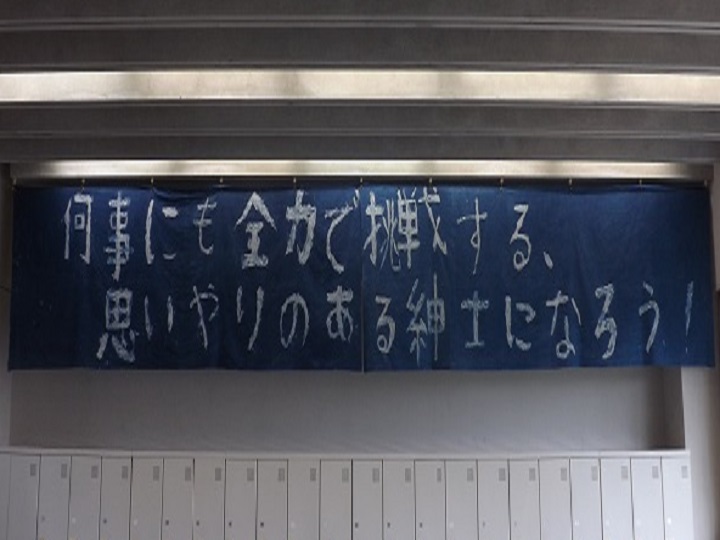 何事にも全力で挑戦する、
思いやりのある紳士になろう!